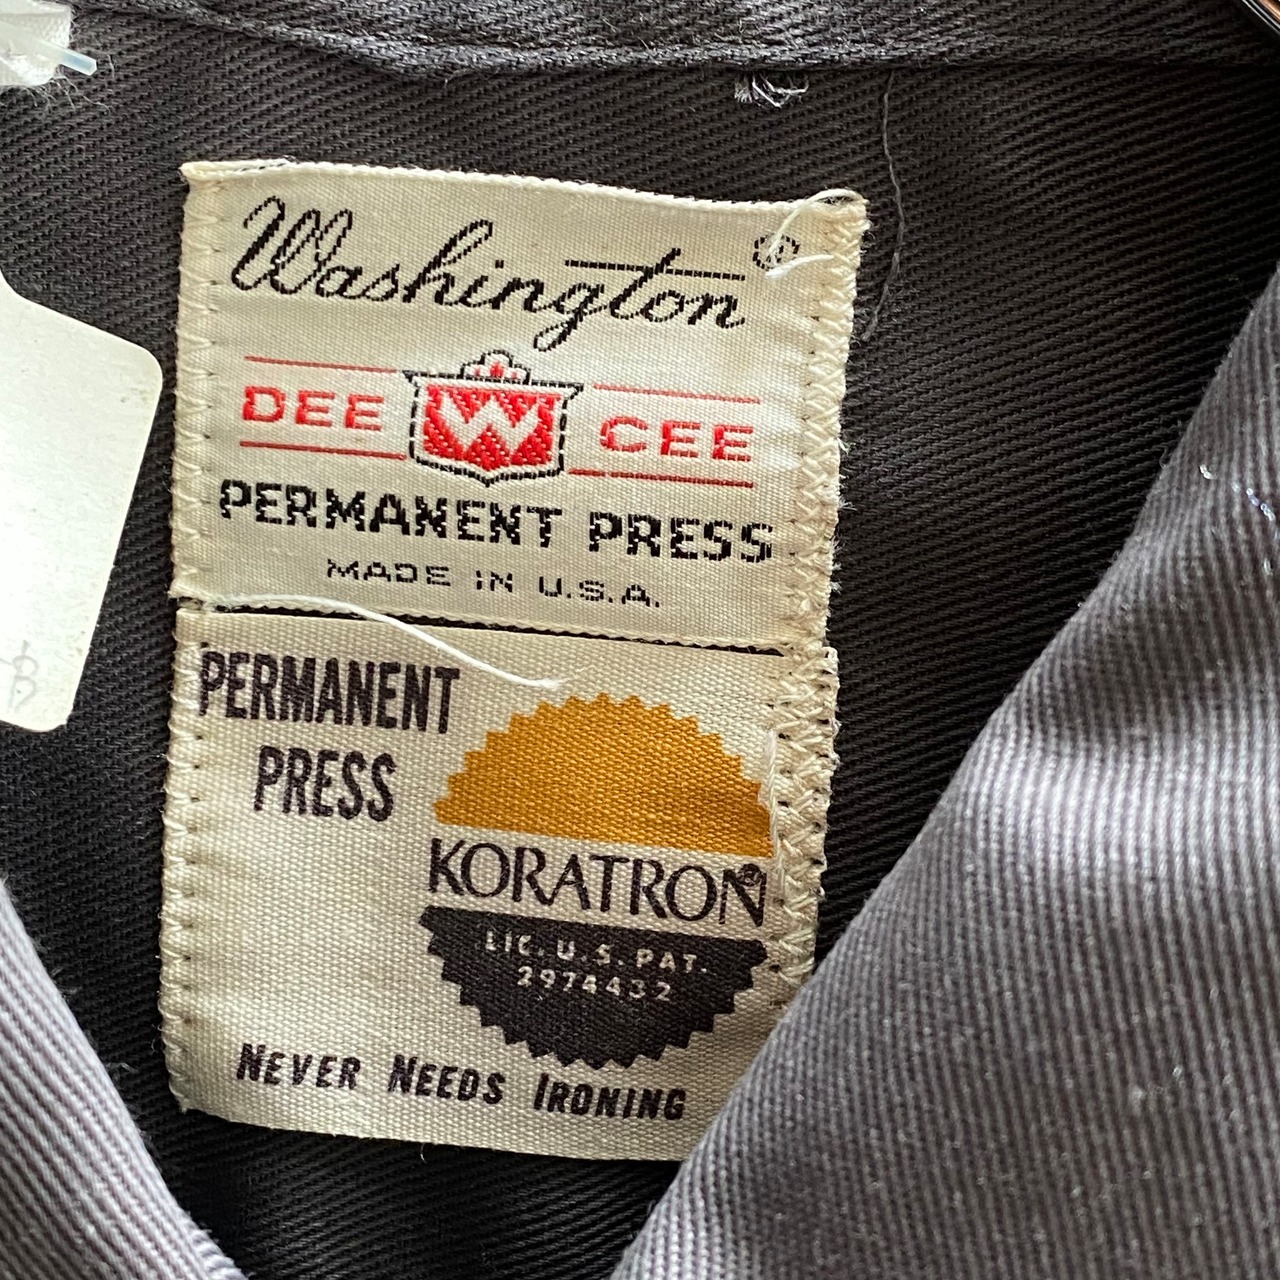 Washington®
DEE W CEE
PERMANENT PRESS
MADE IN U.S.A.
PERMANENT
PRESS
KORATRON®
LIC. U.S. PAT.
2974432
NEVER NEEDS IRONING